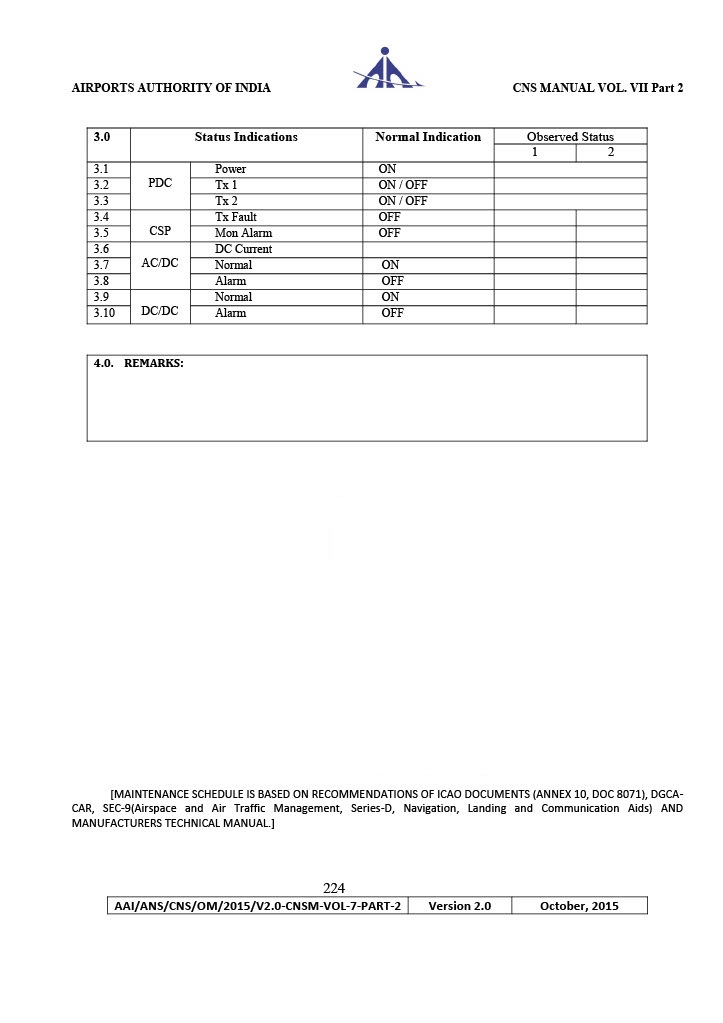 AIRPORTS AUTHORITY OF INDIA CNS MANUAL VOL. VII Part 2
3.0 Status Indications Normal Indication Observed Status
1 2
3.1 Power ON
PDC
3.2 Tx 1 ON / OFF
3.3 Tx 2 ON / OFF
3.4 Tx Fault OFF
3.5 CSP Mon Alarm OFF
3.6 DC Current
3.7 AC/DC Normal ON
3.8 Alarm OFF
3.9 Normal ON
3.10 DC/DC Alarm OFF
4.0. REMARKS:
[MAINTENANCE SCHEDULE IS BASED ON RECOMMENDATIONS OF ICAO DOCUMENTS (ANNEX 10, DOC 8071), DGCA-
CAR, SEC-9(Airspace and Air Traffic Management, Series-D, Navigation, Landing and Communication Aids) AND
MANUFACTURERS TECHNICAL MANUAL.]
224
AAI/ANS/CNS/OM/2015/V2.0-CNSM-VOL-7-PART-2 Version 2.0 October, 2015